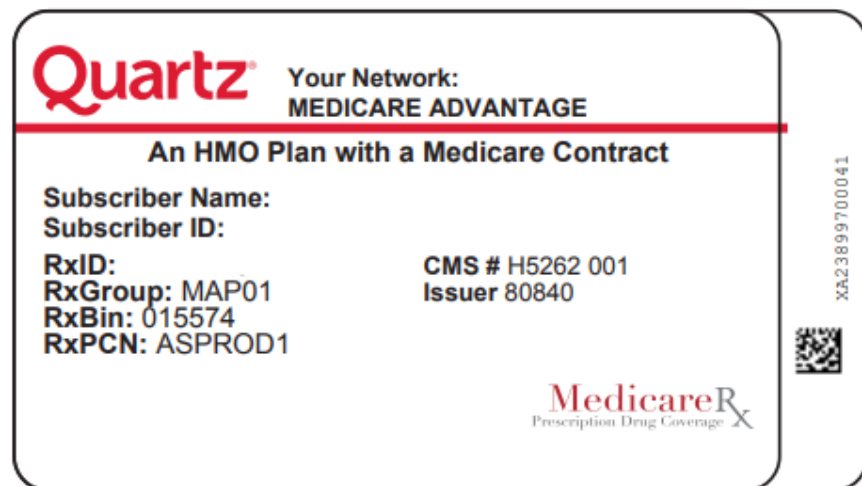 Quartz
Your Network:
MEDICARE ADVANTAGE
An HMO Plan with a Medicare Contract
Subscriber Name:
Subscriber ID:
RxID:
RxGroup: MAP01
RxBin: 015574
RxPCN: ASPROD1
CMS # H5262 001
Issuer 80840
MedicareRx
Prescription Drug Coverage
XA23899700041